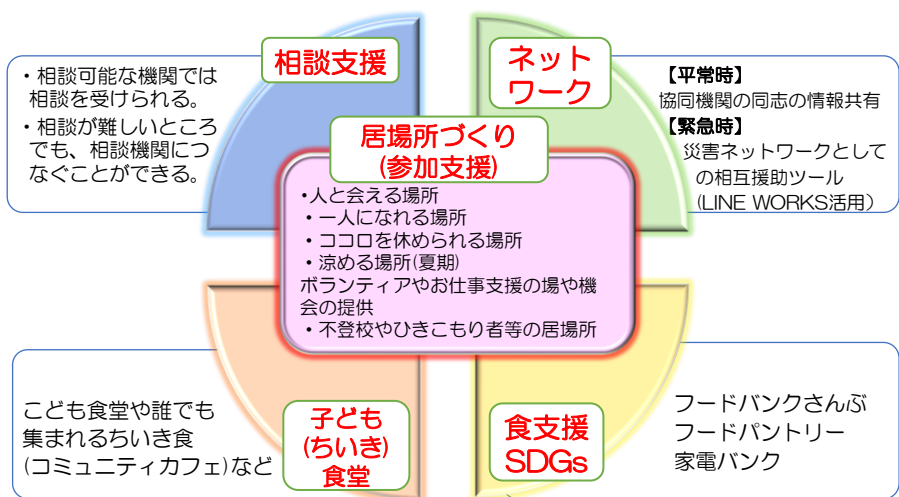 相談支援
・相談可能な機関では
相談を受けられる。
・相談が難しいところ
でも、相談機関につ
なぐことができる。
ネット
ワーク
【平常時】
協同機関の同志の情報共有
【緊急時】
災害ネットワークとして
の相互援助ツール
(LINE WORKS活用）
居場所づくり
(参加支援)
・人と会える場所
・一人になれる場所
・ココロを休められる場所
・涼める場所(夏期)
ボランティアやお仕事支援の場や機
会の提供
・不登校やひきこもり者等の居場所
こども食堂や誰でも
集まれるちいき食
(コミュニティカフェ)など
子ども
(ちいき)
食堂
食支援
SDGs
フードバンクさんぶ
フードパントリー
家電バンク